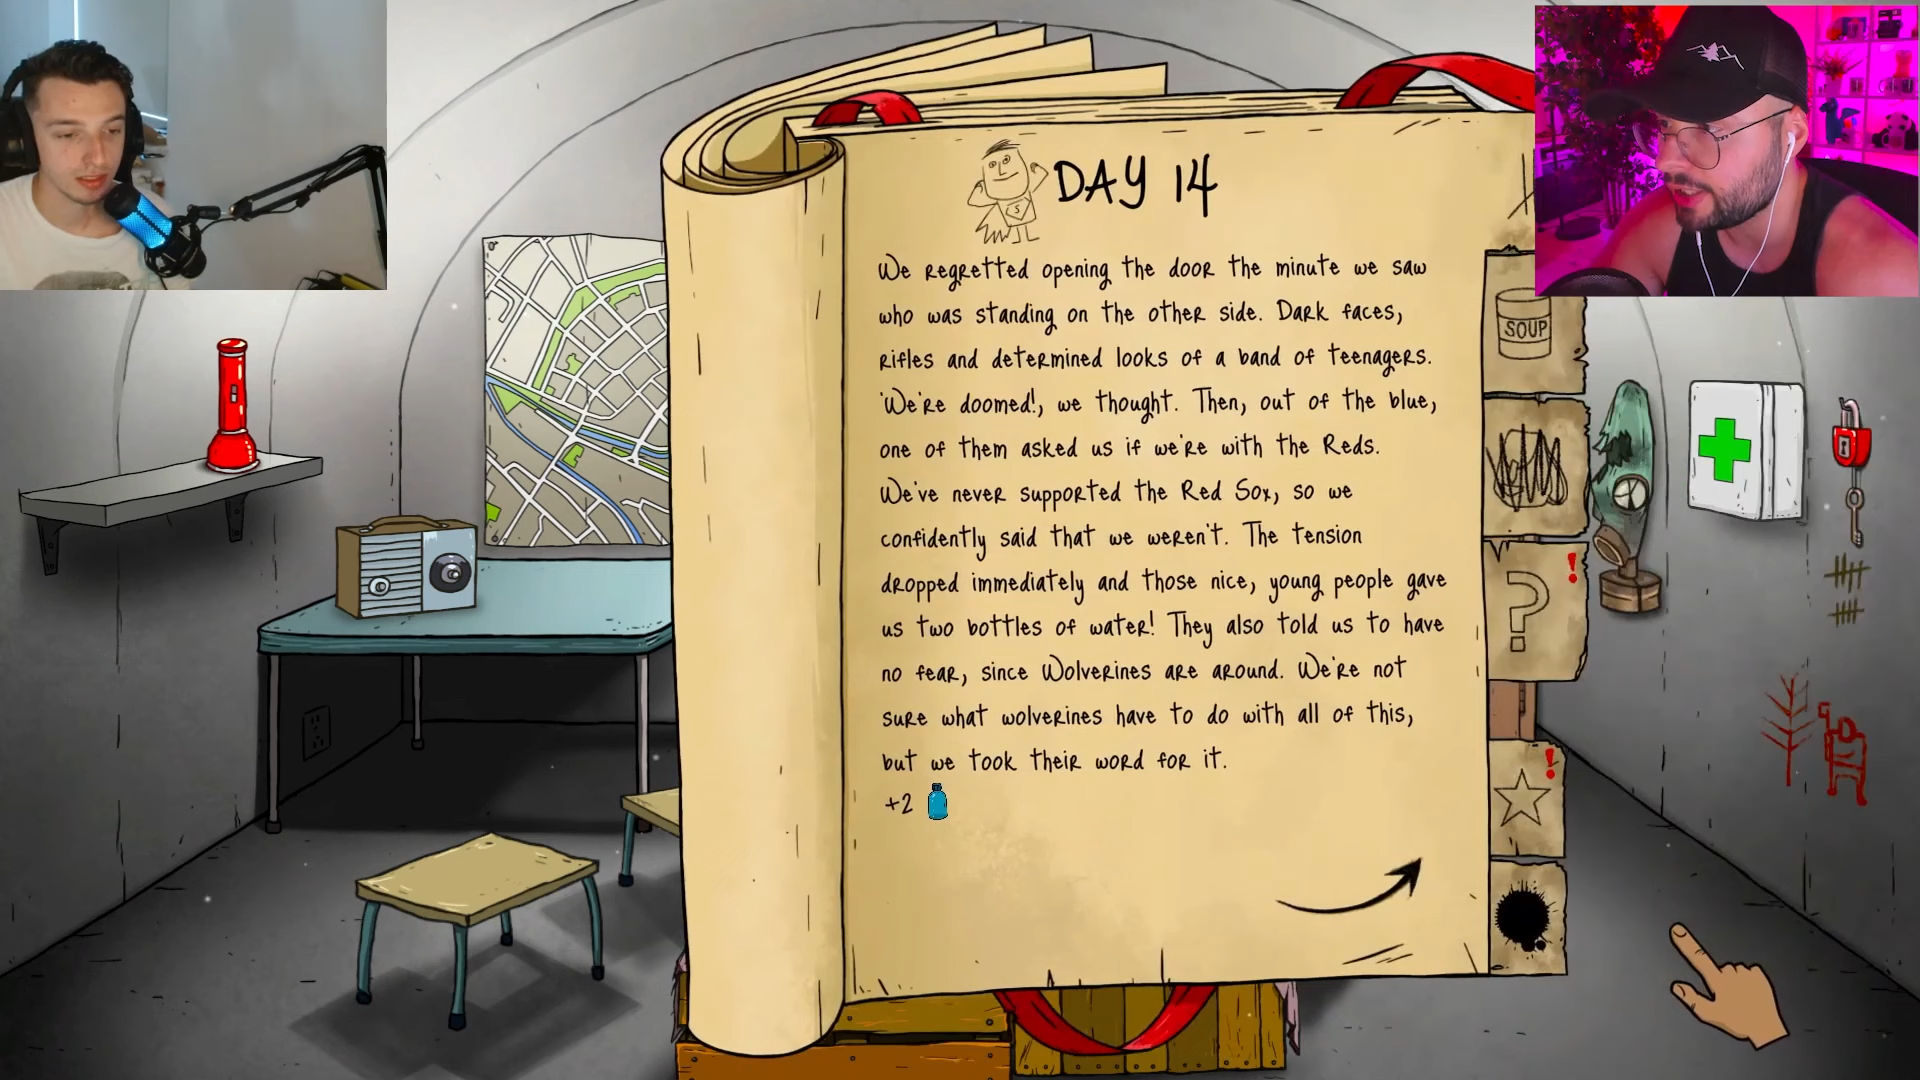 DAY 14
We regretted opening the door the minute we saw
who was standing on the other side. Dark faces,
rifles and determined looks of a band of teenagers.
'We're doomed!, we thought. Then, out of the blue,
one of them asked us if we're with the Reds.
We've never supported the Red Sox, so we
confidently said that we weren't. The tension
dropped immediately and those nice, young people gave
us two bottles of water! They also told us to have
no fear, since Wolverines are around. We're not
sure what wolverines have to do with all of this,
but we took their word for it.
+2
SOUP
?
!
!